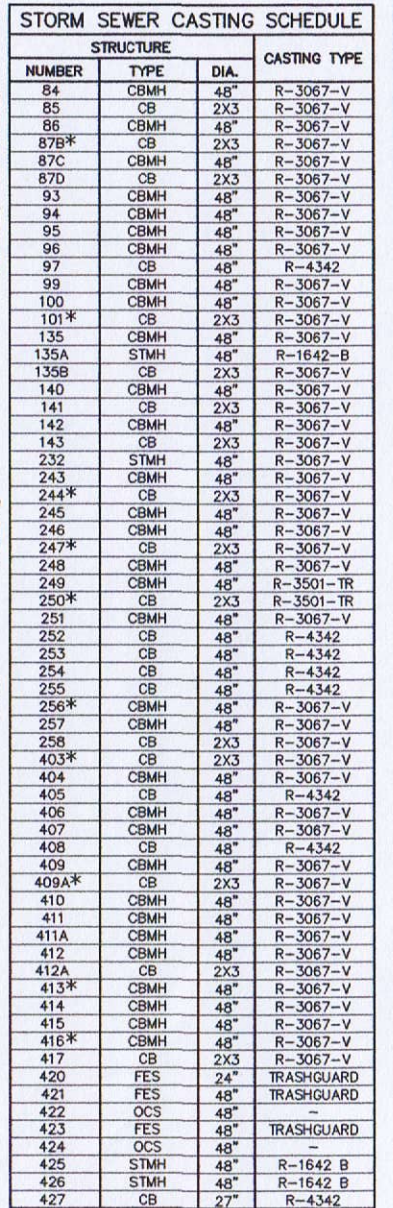 STORM SEWER CASTING SCHEDULE
STRUCTURE
CASTING TYPE
NUMBER TYPE DIA.
84 CBMH 48" R-3067-V
85 CB 2X3 R-3067-V
86 CBMH 48" R-3067-V
87B* CB 2X3 R-3067-V
87C CBMH 48" R-3067-V
87D CB 2X3 R-3067-V
93 CBMH 48" R-3067-V
94 CBMH 48" R-3067-V
95 CBMH 48" R-3067-V
96 CBMH 48" R-3067-V
97 CB 48" R-4342
99 CBMH 48" R-3067-V
100 CBMH 48" R-3067-V
101* CB 2X3 R-3067-V
135 CBMH 48" R-3067-V
135A STMH 48" R-1642-B
135B CB 2X3 R-3067-V
140 CBMH 48" R-3067-V
141 CB 2X3 R-3067-V
142 CBMH 48" R-3067-V
143 CB 2X3 R-3067-V
232 STMH 48" R-3067-V
243 CBMH 48" R-3067-V
244* CB 2X3 R-3067-V
245 CBMH 48" R-3067-V
246 CBMH 48" R-3067-V
247* CB 2X3 R-3067-V
248 CBMH 48" R-3067-V
249 CBMH 48" R-3501-TR
250* CB 2X3 R-3501-TR
251 CBMH 48" R-3067-V
252 CB 48" R-4342
253 CB 48" R-4342
254 CB 48" R-4342
255 CB 48" R-4342
256* CBMH 48" R-3067-V
257 CBMH 48" R-3067-V
258 CB 2X3 R-3067-V
403* CB 2X3 R-3067-V
404 CBMH 48" R-3067-V
405 CB 48" R-4342
406 CBMH 48" R-3067-V
407 CBMH 48" R-3067-V
408 CB 48" R-4342
409 CBMH 48" R-3067-V
409A* CB 2X3 R-3067-V
410 CBMH 48" R-3067-V
411 CBMH 48" R-3067-V
411A CBMH 48" R-3067-V
412 CBMH 48" R-3067-V
412A CB 2X3 R-3067-V
413* CBMH 48" R-3067-V
414 CBMH 48" R-3067-V
415 CBMH 48" R-3067-V
416* CBMH 48" R-3067-V
417 CB 2X3 R-3067-V
420 FES 24" TRASHGUARD
421 FES 48" TRASHGUARD
422 OCS 48" -
423 FES 48" TRASHGUARD
424 OCS 48" -
425 STMH 48" R-1642 B
426 STMH 48" R-1642 B
427 CB 27" R-4342